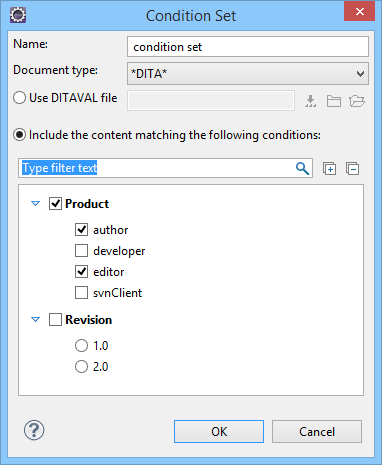 Condition Set
Name: condition set
Document type: *DITA*
Use DITAVAL file
Include the content matching the following conditions:
Type filter text
Product
author
developer
editor
svnClient
Revision
1.0
2.0
OK Cancel